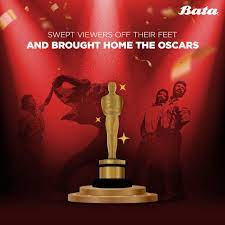 Bata
SWEPT VIEWERS OFF THEIR FEET
AND BROUGHT HOME THE OSCARS